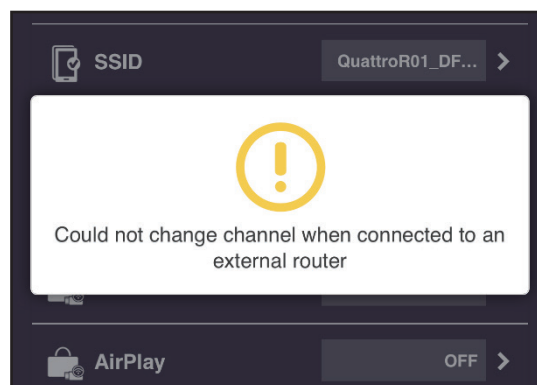 SSID
QuattroR01_DF...
Could not change channel when connected to an
external router
AirPlay
OFF